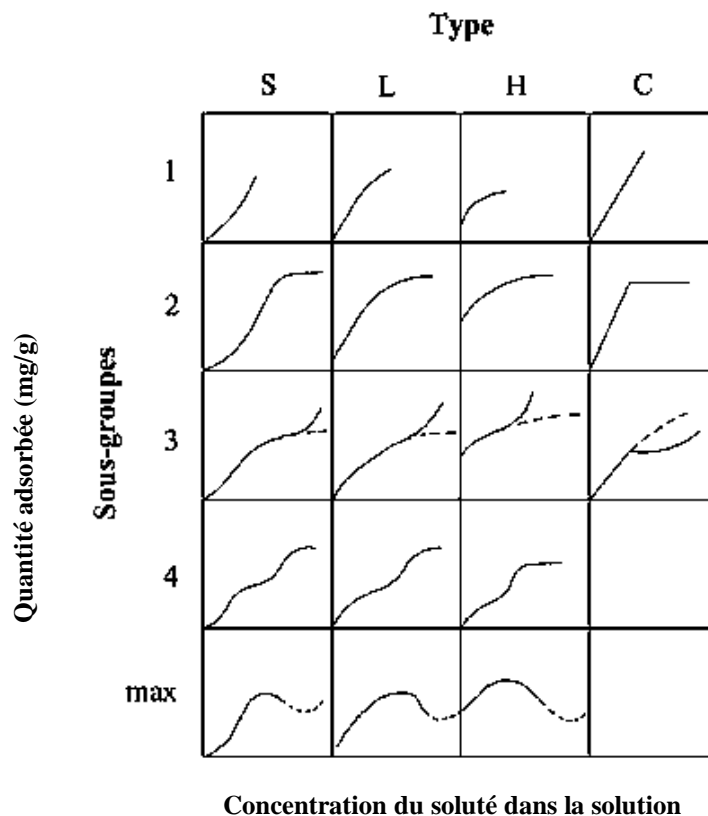 Type
S L H C
1
2
3
4
max
Sous-groupes
Quantité adsorbée (mg/g)
Concentration du soluté dans la solution